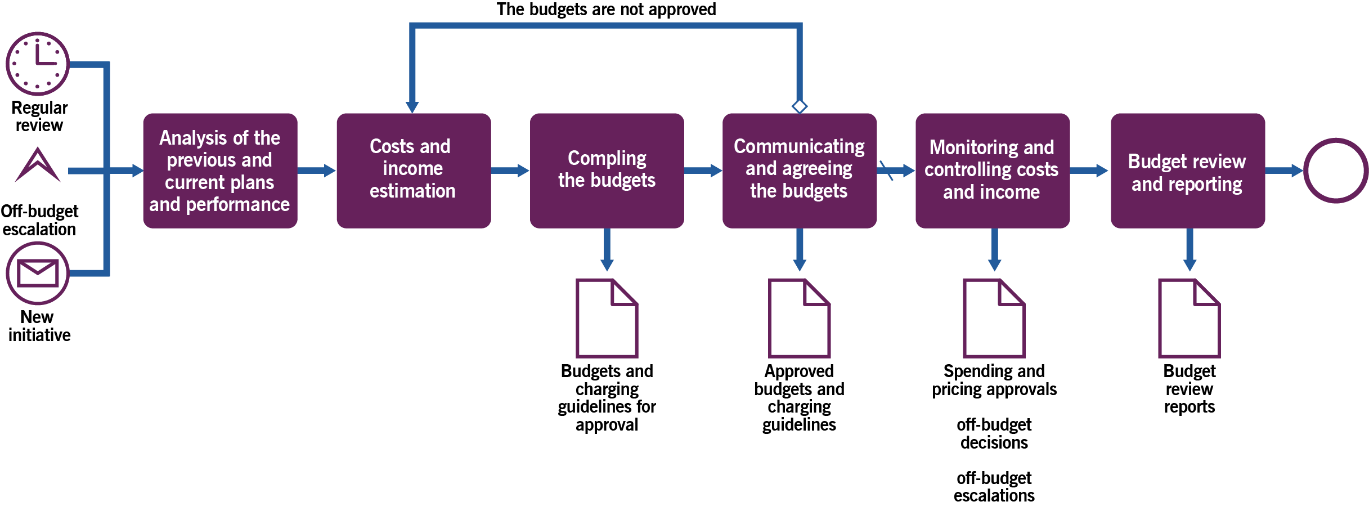 The budgets are not approved
Regular
review
Off-budget
escalation
New
initiative
Analysis of the
previous and
current plans
and performance
Costs and
income
estimation
Compling
the budgets
Communicating
and agreeing
the budgets
Monitoring and
controlling costs
and income
Budget review
and reporting
Budgets and
charging
guidelines for
approval
Approved
budgets and
charging
guidelines
Spending and
pricing approvals
off-budget
decisions
off-budget
escalations
Budget
review
reports